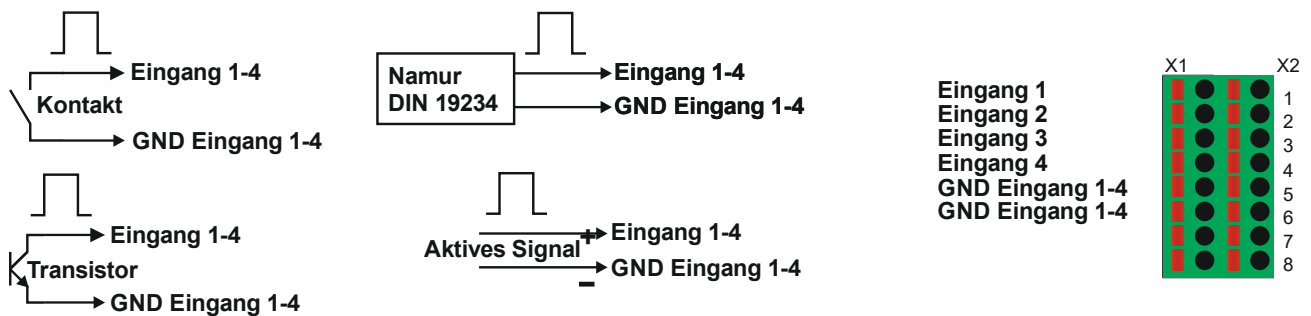 Eingang 1-4
Kontakt
GND Eingang 1-4
Eingang 1-4
Transistor
GND Eingang 1-4
Namur
DIN 19234
Eingang 1-4
GND Eingang 1-4
Eingang 1-4
Aktives Signal
+
GND Eingang 1-4
-
X1
X2
Eingang 1
Eingang 2
Eingang 3
Eingang 4
GND Eingang 1-4
GND Eingang 1-4
1
2
3
4
5
6
7
8